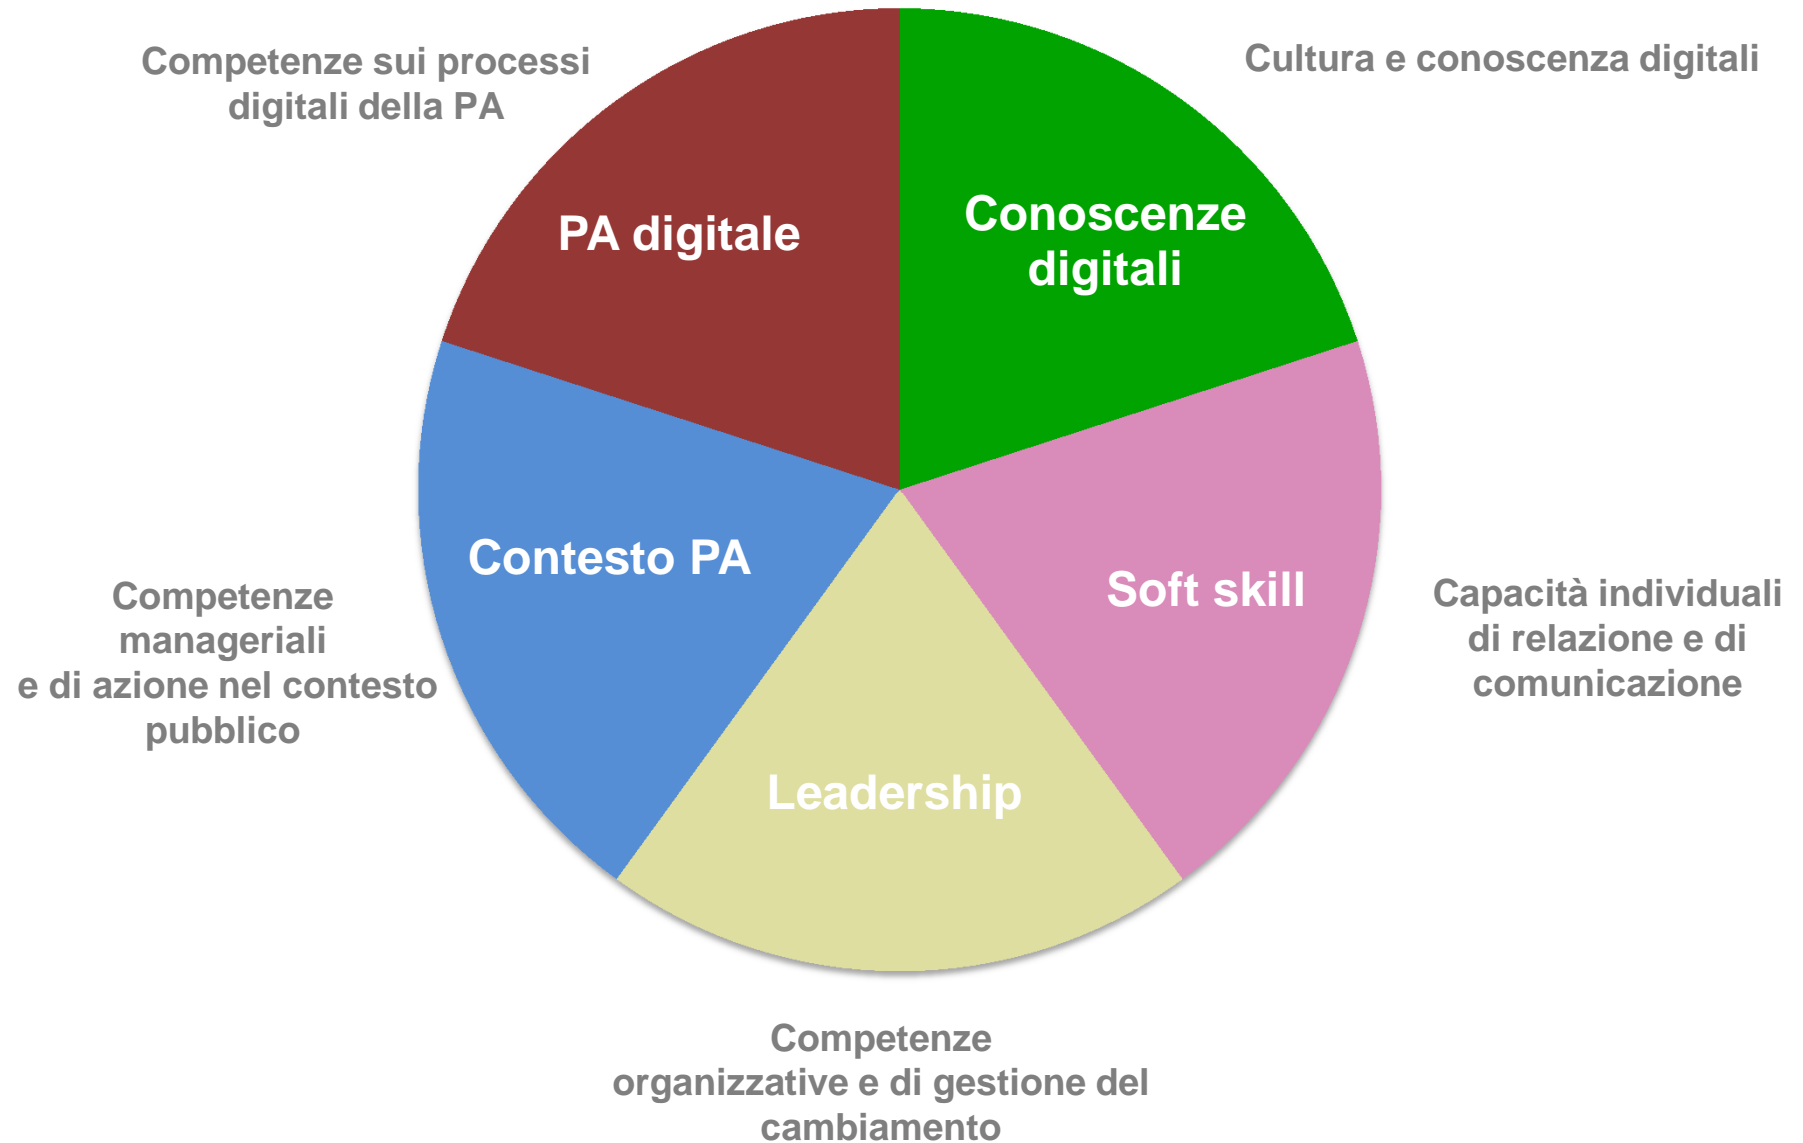 Competenze sui processi
digitali della PA
Cultura e conoscenza digitali
PA digitale
Conoscenze
digitali
Contesto PA
Soft skill
Leadership
Competenze
manageriali
e di azione nel contesto
pubblico
Capacità individuali
di relazione e di
comunicazione
Competenze
organizzative e di gestione del
cambiamento